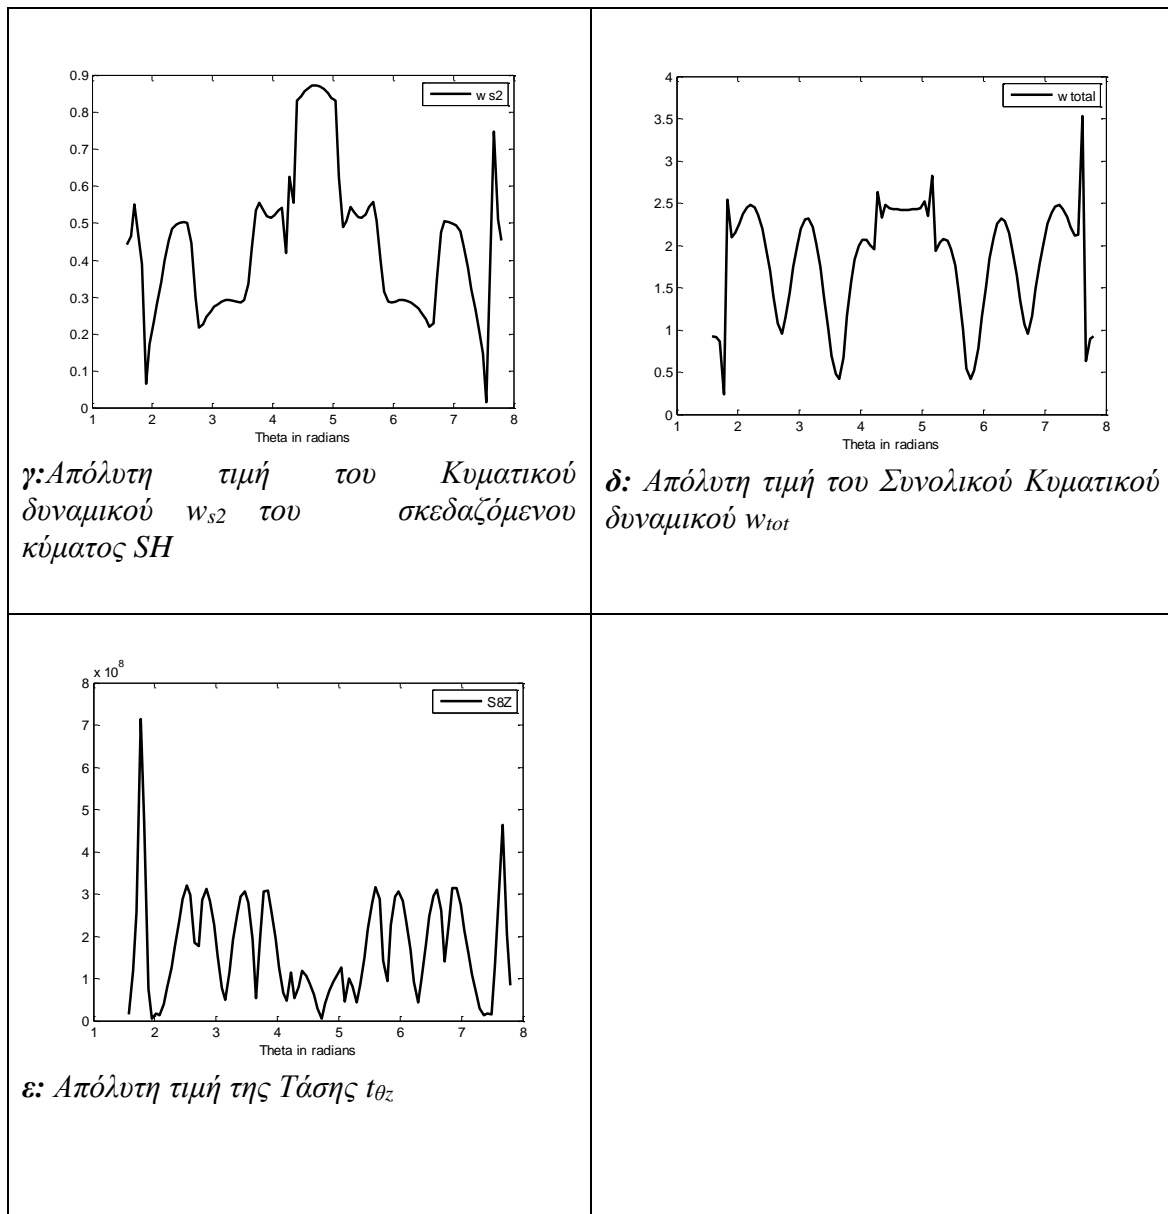 0.9
0.8
0.7
0.6
0.5
0.4
0.3
0.2
0.1
0
1 2 3 4 5 6 7 8
Theta in radians
w s2
γ:Απόλυτη τιμή του Κυματικού
δυναμικού ws2 του σκεδαζόμενου
κύματος SH
4
3.5
3
2.5
2
1.5
1
0.5
0
1 2 3 4 5 6 7 8
Theta in radians
w total
δ: Απόλυτη τιμή του Συνολικού Κυματικού
δυναμικού wtot
x 10^8
8
7
6
5
4
3
2
1
0
1 2 3 4 5 6 7 8
Theta in radians
S8Z
ε: Απόλυτη τιμή της Τάσης tθz